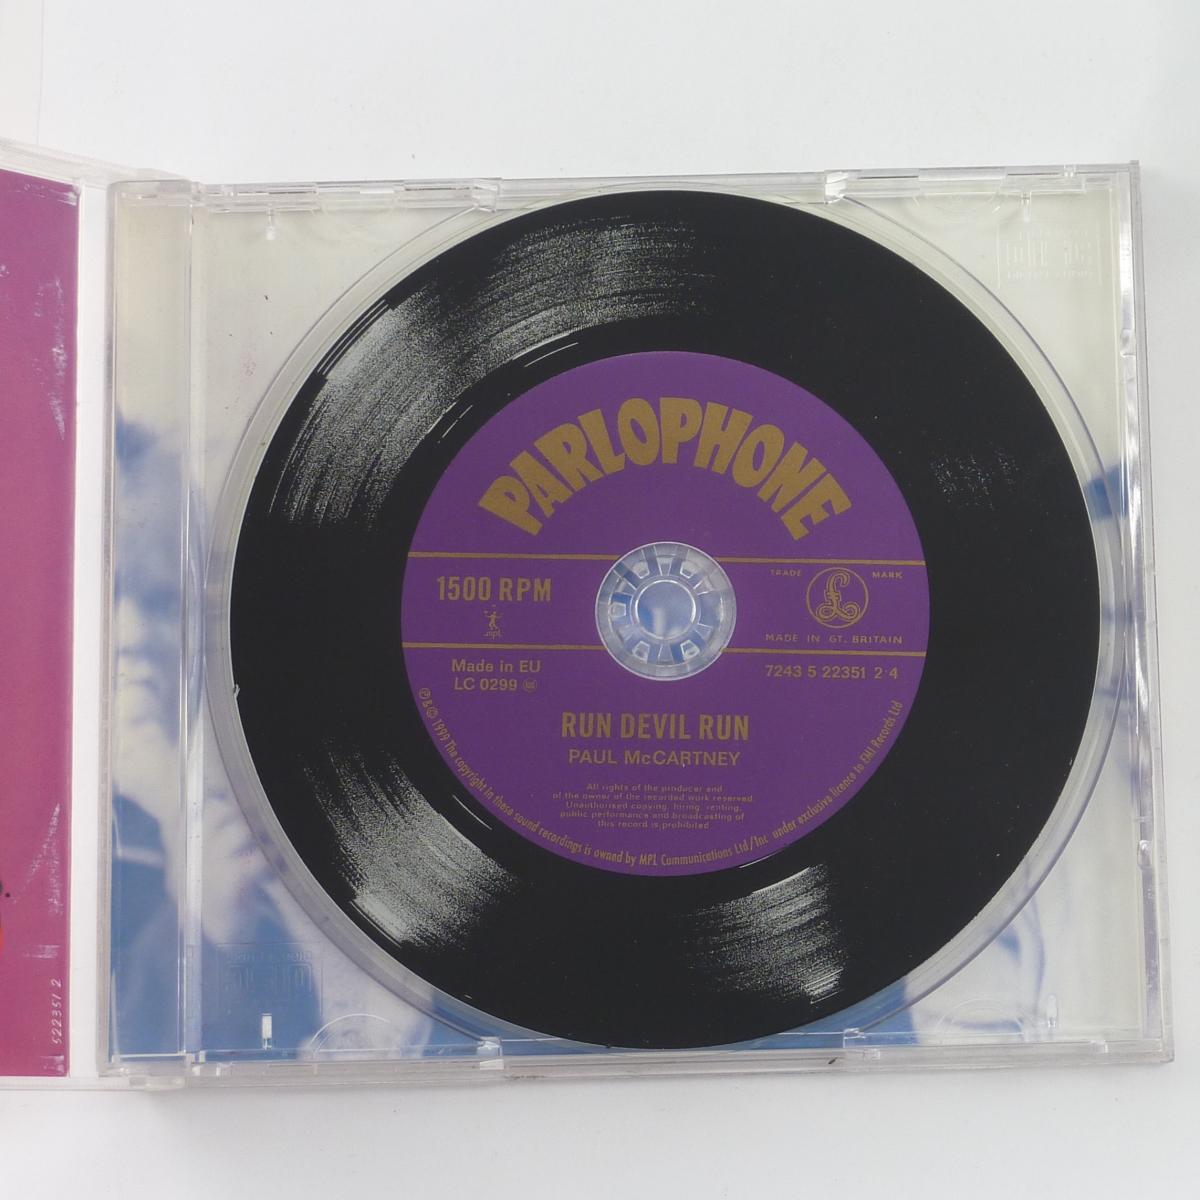 PARLOPHONE
1500 RPM
mpl
TRADE MARK
£
MADE IN GT. BRITAIN
Made in EU
LC 0299
7243 5 22351 2 4
RUN DEVIL RUN
PAUL McCARTNEY
All rights of the producer and
of the owner of the recorded work reserved.
Unauthorised copying, hiring, renting,
public performance and broadcasting of
this record is prohibited
℗&© 1999 The copyright in these sound recordings is owned by MPL Communications Ltd/Inc under exclusive licence to EMI Records Ltd
522351 2